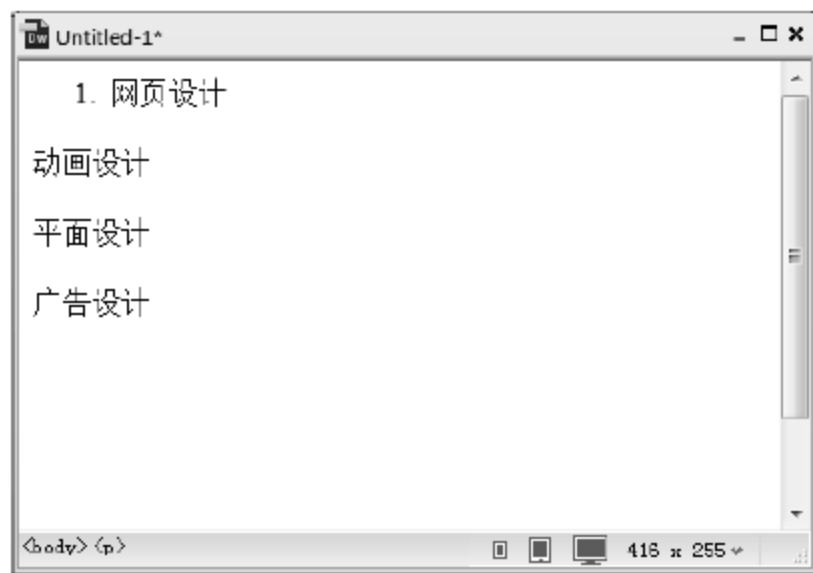 DW Untitled-1*
1. 网页设计
动画设计
平面设计
广告设计
<body> <p> 416 x 255